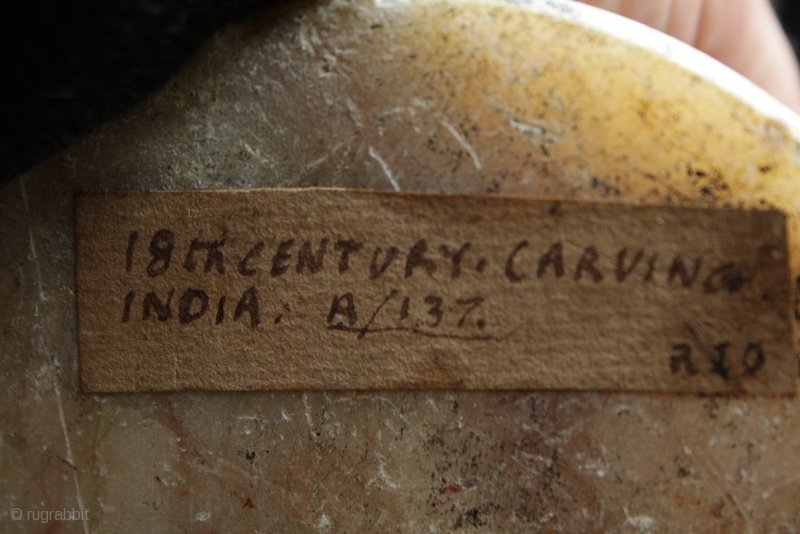 18th CENTURY. CARVING.
INDIA. A/137.
© rugrabbit